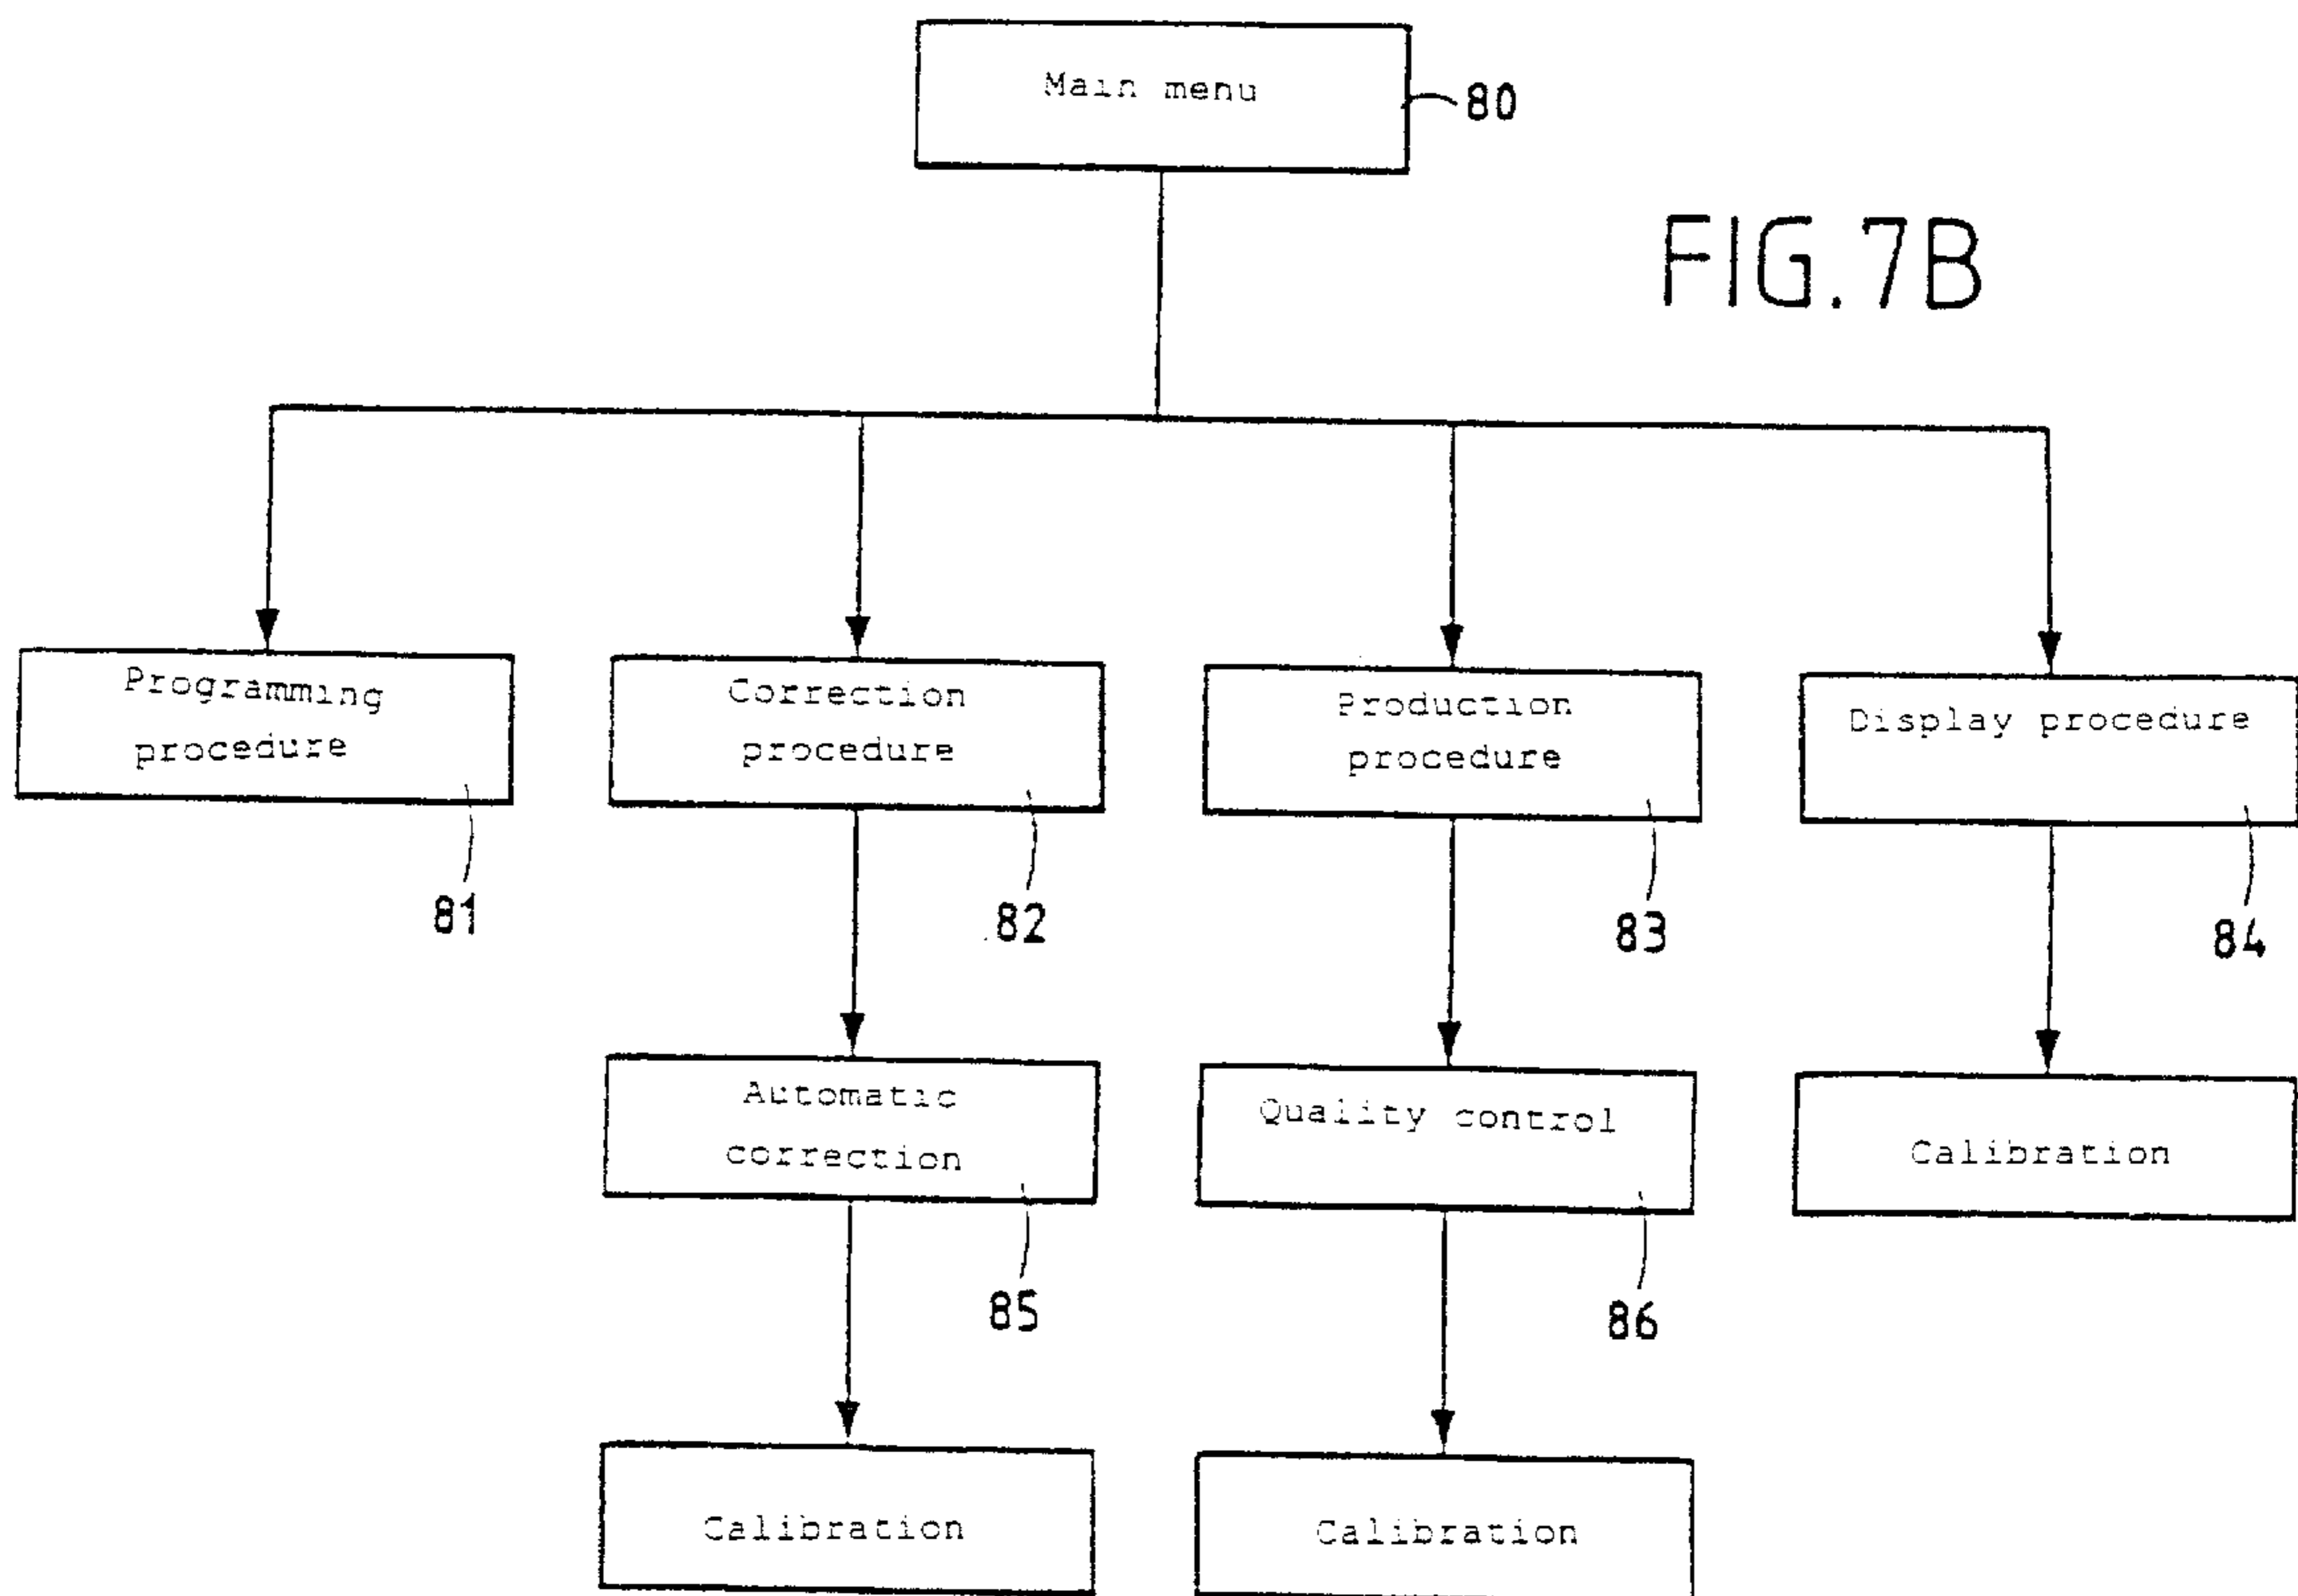 Main menu
80
FIG.7B
Programming
procedure
Correction
procedure
Production
procedure
Display procedure
81
82
83
84
Automatic
correction
Quality control
Calibration
85
86
Calibration
Calibration